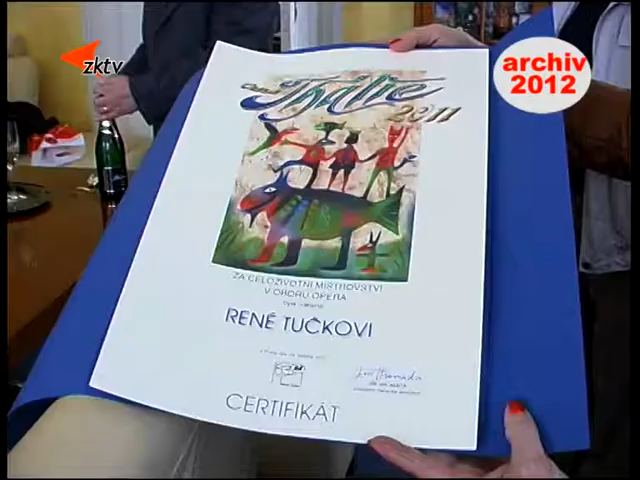 zktv
archiv
2012
Thálie 2011
ZA CELOŽIVOTNÍ MISTROVSTVÍ
V OBORU OPERA
RENÉ TUČKOVI
CERTIFIKÁT